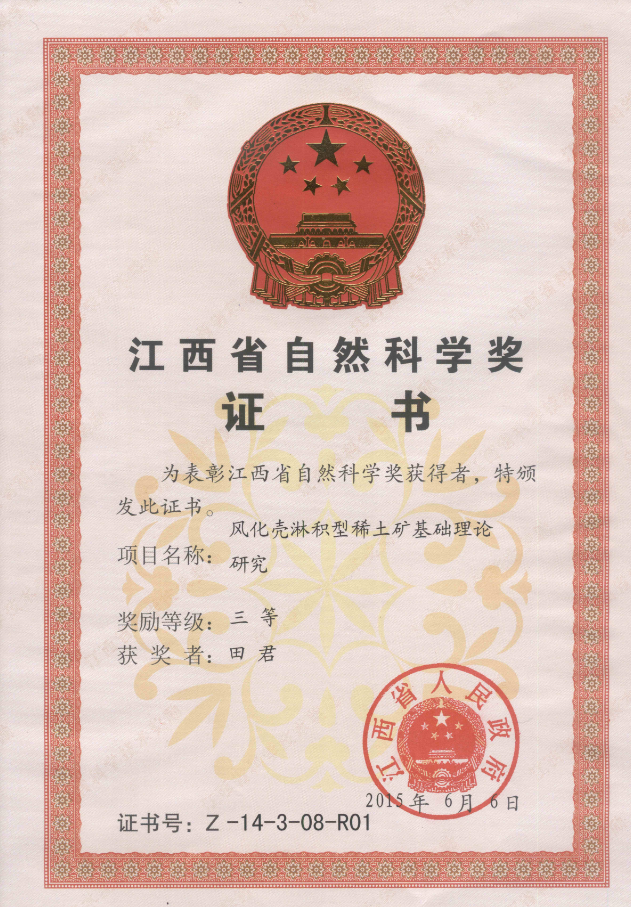 江西省自然科学奖
证 书
为表彰江西省自然科学奖获得者，特颁
发此证书。
项目名称：风化壳淋积型稀土矿基础理论
研究
奖励等级：三 等
获 奖 者：田 君
江西省人民政府
2015年 6月 6日
证书号：Z-14-3-08-R01